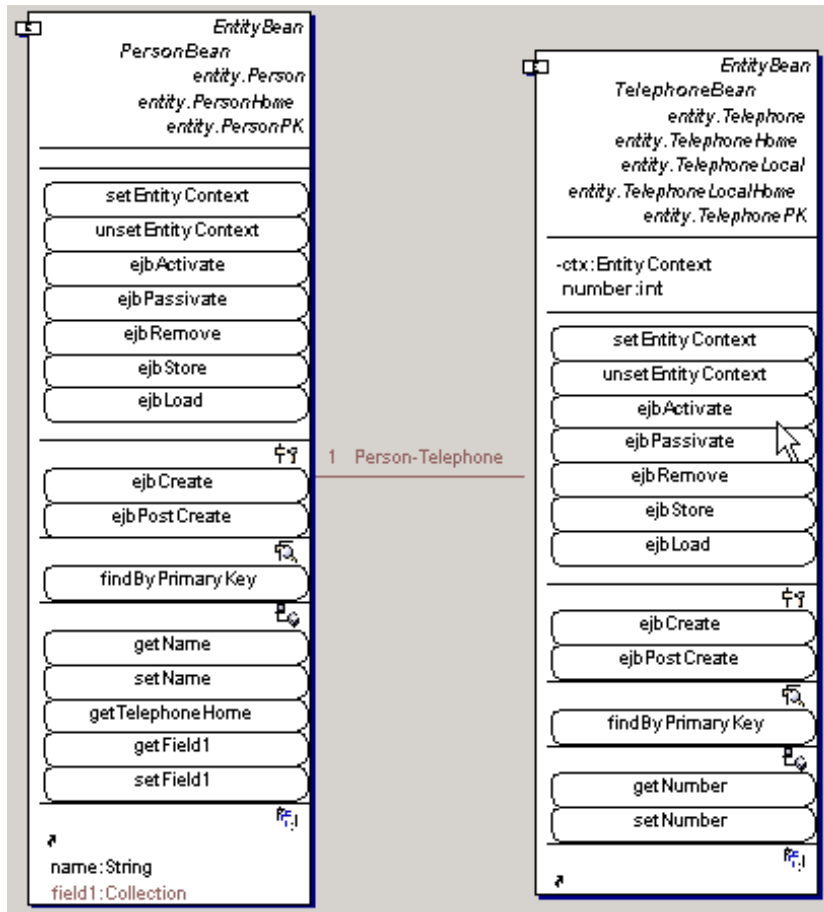 EntityBean
PersonBean
entity.Person
entity.PersonHome
entity.PersonPK
setEntityContext
unsetEntityContext
ejbActivate
ejbPassivate
ejbRemove
ejbStore
ejbLoad
ejbCreate
ejbPostCreate
findByPrimaryKey
getName
setName
getTelephoneHome
getField1
setField1
name:String
field1:Collection
1 Person-Telephone
EntityBean
TelephoneBean
entity.Telephone
entity.TelephoneHome
entity.TelephoneLocal
entity.TelephoneLocalHome
entity.TelephonePK
-ctx:EntityContext
number:int
setEntityContext
unsetEntityContext
ejbActivate
ejbPassivate
ejbRemove
ejbStore
ejbLoad
ejbCreate
ejbPostCreate
findByPrimaryKey
getNumber
setNumber